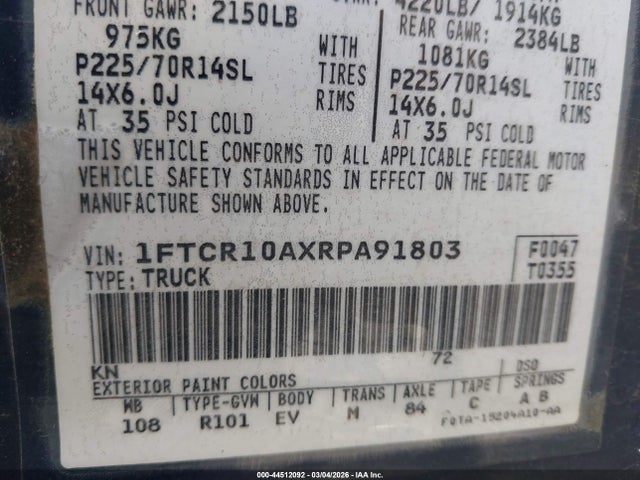 FRONT GAWR: 2150LB
975KG WITH
P225/70R14SL TIRES
14X6.0J RIMS
AT 35 PSI COLD
4220LB/ 1914KG
REAR GAWR: 2384LB
1081KG WITH
P225/70R14SL TIRES
14X6.0J RIMS
AT 35 PSI COLD
THIS VEHICLE CONFORMS TO ALL APPLICABLE FEDERAL MOTOR
VEHICLE SAFETY STANDARDS IN EFFECT ON THE DATE OF
MANUFACTURE SHOWN ABOVE.
VIN: 1FTCR10AXRPA91803
TYPE: TRUCK
F0047
T0355
KN 72
EXTERIOR PAINT COLORS DSO
WB TYPE-GVW BODY TRANS AXLE TAPE SPRINGS
108 R101 EV M 84 C A B
FOTA-15204A10-AA
000-44512092 - 03/04/2026 - IAA Inc.